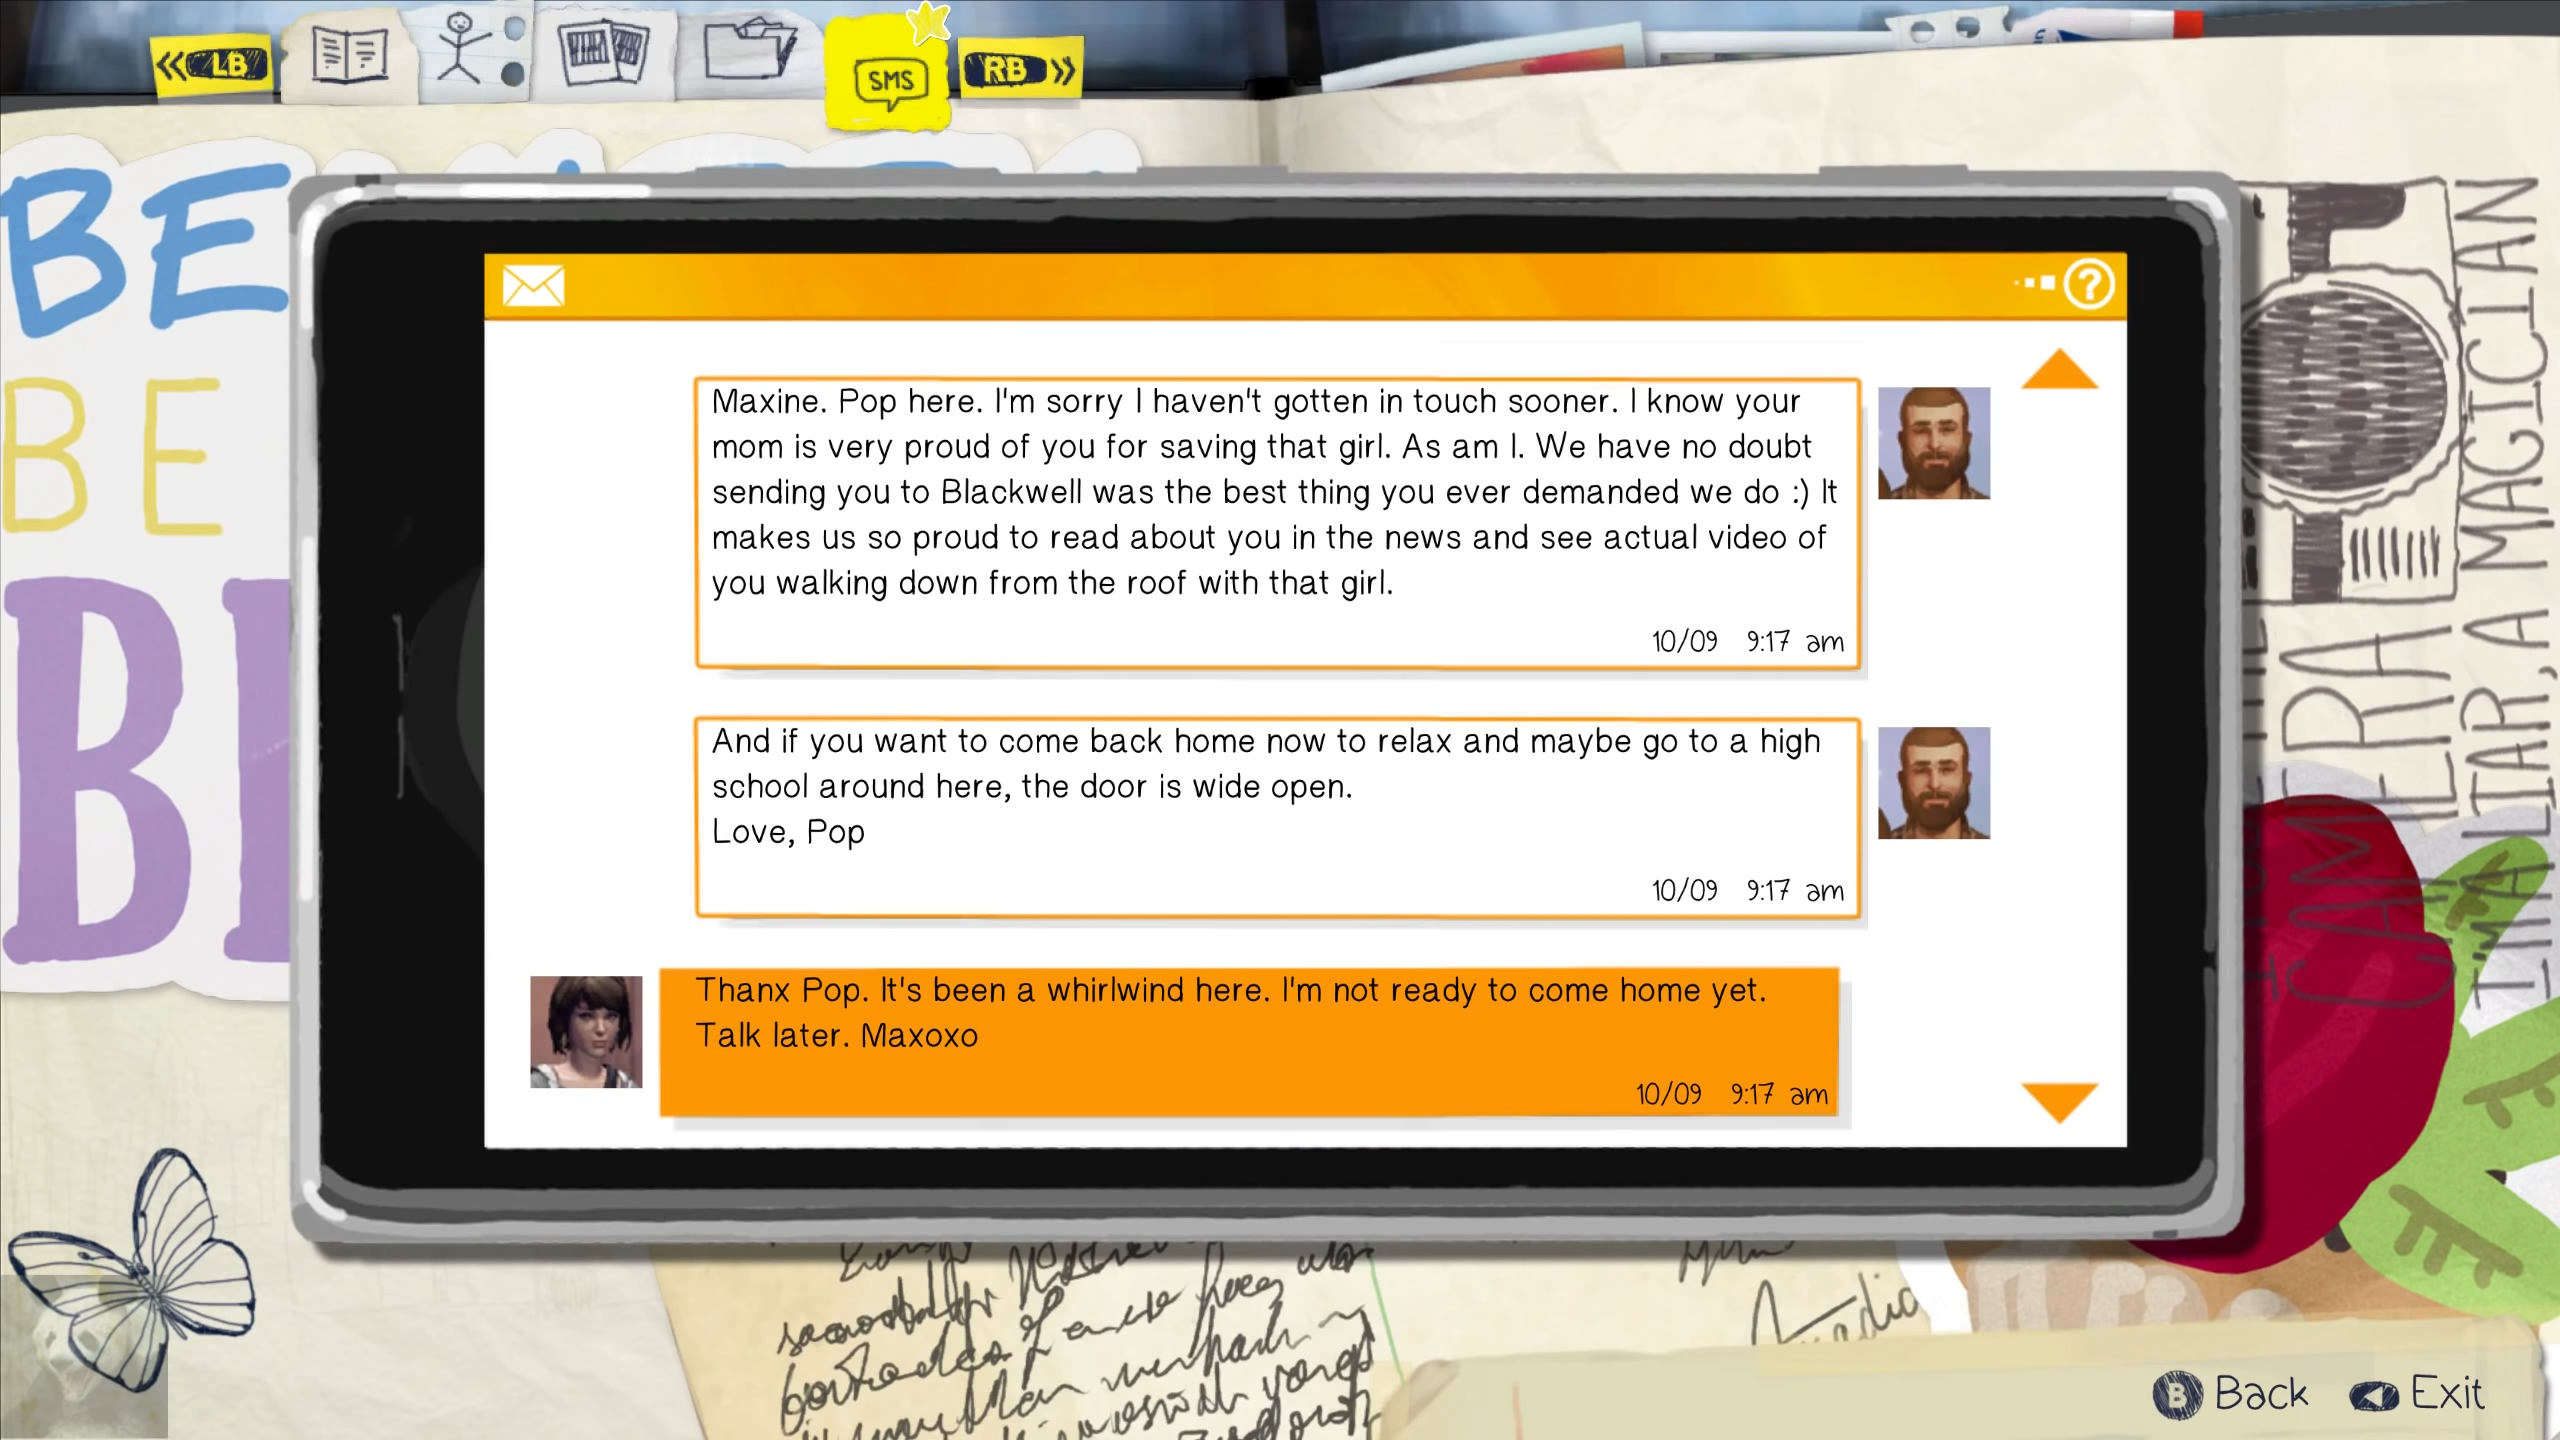 LB
SMS
RB
BE
BE
Maxine. Pop here. I'm sorry I haven't gotten in touch sooner. I know your
mom is very proud of you for saving that girl. As am I. We have no doubt
sending you to Blackwell was the best thing you ever demanded we do :) It
makes us so proud to read about you in the news and see actual video of
you walking down from the roof with that girl.
10/09 9:17 am
And if you want to come back home now to relax and maybe go to a high
school around here, the door is wide open.
Love, Pop
10/09 9:17 am
Thanx Pop. It's been a whirlwind here. I'm not ready to come home yet.
Talk later. Maxoxo
10/09 9:17 am
I'M A LIAR, A MAGICIAN
B Back
Exit